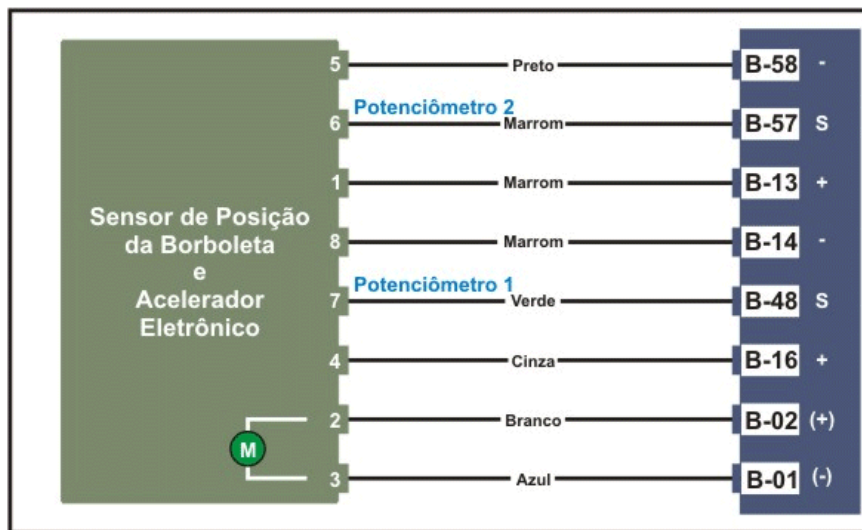 5 Preto B-58 -
Potenciômetro 2
6 Marrom B-57 S
1 Marrom B-13 +
Sensor de Posição
da Borboleta
e
Acelerador
Eletrônico
8 Marrom B-14 -
Potenciômetro 1
7 Verde B-48 S
4 Cinza B-16 +
2 Branco B-02 (+)
M
3 Azul B-01 (-)